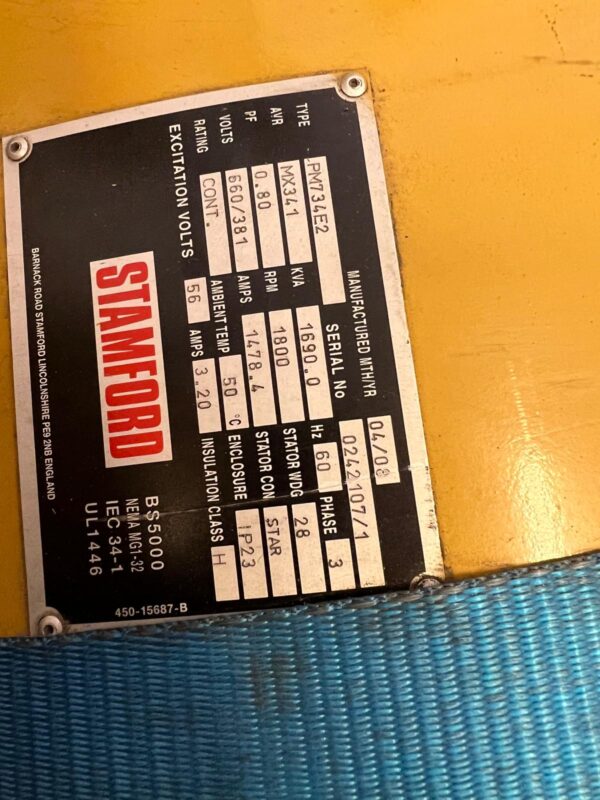 MANUFACTURED MTH/YR 04/08
SERIAL No 0242107/1
TYPE PM734E2
AVR MX341 KVA 1690.0 Hz 60 PHASE 3
PF 0.80 RPM 1800 STATOR WDG 28
VOLTS 660/381 AMPS 1478.4 STATOR CON STAR
RATING CONT. AMBIENT TEMP 50 °C ENCLOSURE IP23
EXCITATION VOLTS 56 AMPS 3.20 INSULATION CLASS H
STAMFORD
BS5000
NEMA MG1-32
IEC 34-1
UL1446
BARNACK ROAD STAMFORD LINCOLNSHIRE PE9 2NB ENGLAND
450-15687-B